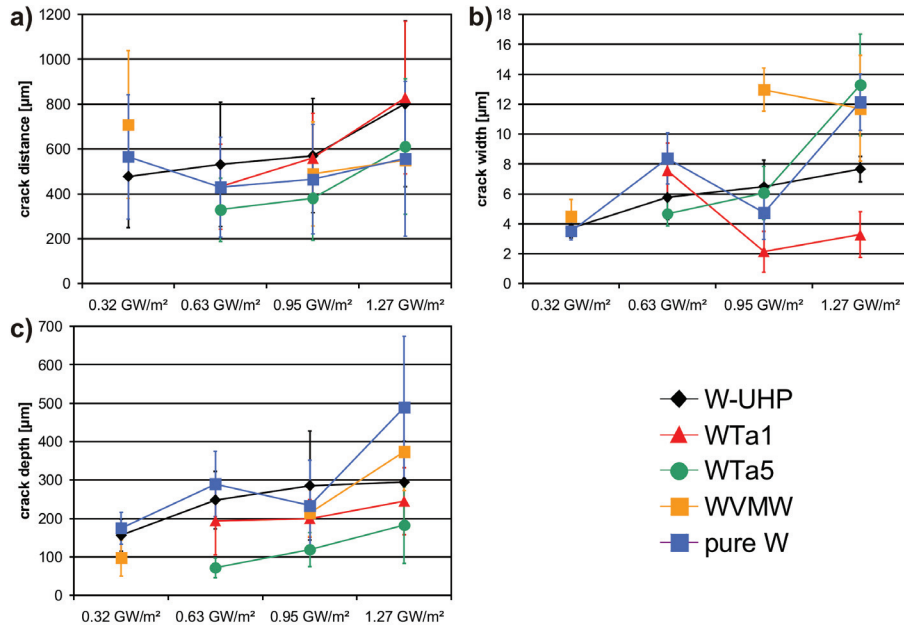 a)
1200
1000
800
600
400
200
0
crack distance [µm]
0.32 GW/m² 0.63 GW/m² 0.95 GW/m² 1.27 GW/m²
b)
18
16
14
12
10
8
6
4
2
0
crack width [µm]
0.32 GW/m² 0.63 GW/m² 0.95 GW/m² 1.27 GW/m²
c)
700
600
500
400
300
200
100
0
crack depth [µm]
0.32 GW/m² 0.63 GW/m² 0.95 GW/m² 1.27 GW/m²
W-UHP
WTa1
WTa5
WVMW
pure W